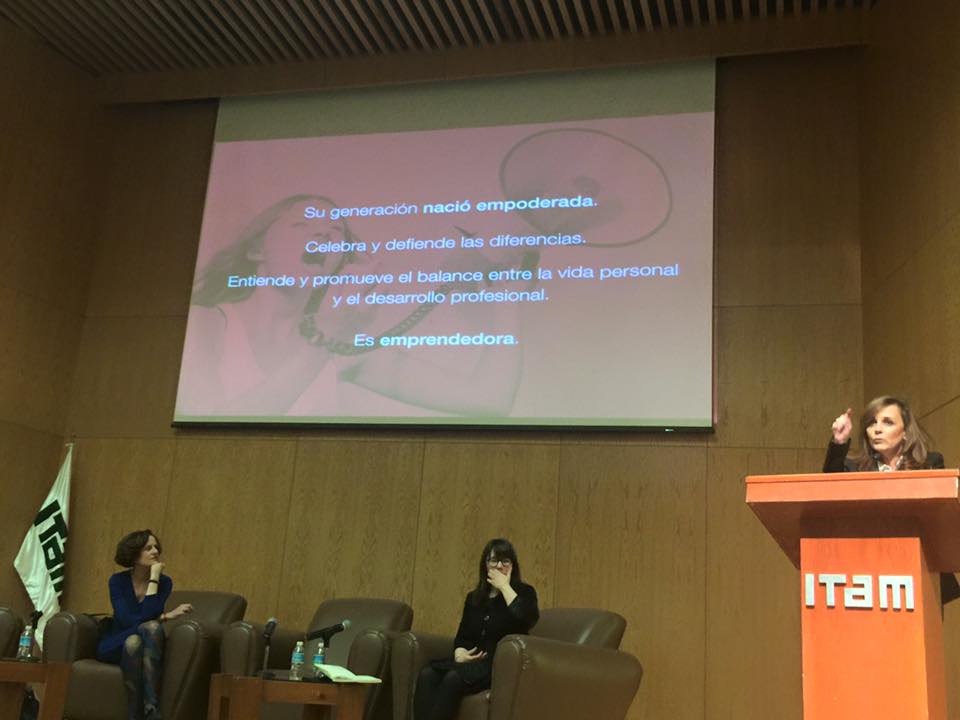 Su generación nació empoderada.
Celebra y defiende las diferencias.
Entiende y promueve el balance entre la vida personal
y el desarrollo profesional.
Es emprendedora.
ITAM
ITAM